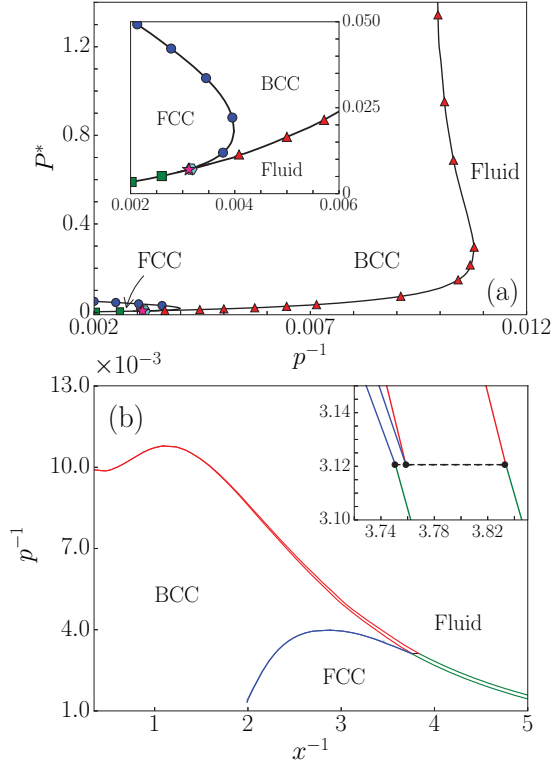 1.2
0.8
0.4
0
P*
0.002
0.007
0.012
p⁻¹
FCC
BCC
Fluid
(a)
0.050
0.025
0
0.002
0.004
0.006
BCC
FCC
Fluid
×10⁻³
13.0
10.0
7.0
4.0
1.0
p⁻¹
(b)
BCC
FCC
Fluid
1
2
3
4
5
x⁻¹
3.14
3.12
3.10
3.74
3.78
3.82